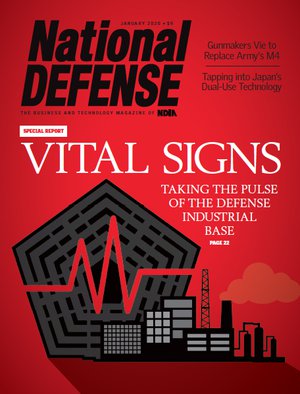 JANUARY 2020 • $9
National
DEFENSE
THE BUSINESS AND TECHNOLOGY MAGAZINE OF NDIA
Gunmakers Vie to
Replace Army's M4
Tapping into Japan's
Dual-Use Technology
SPECIAL REPORT
VITAL SIGNS
TAKING THE PULSE
OF THE DEFENSE
INDUSTRIAL
BASE
PAGE 22